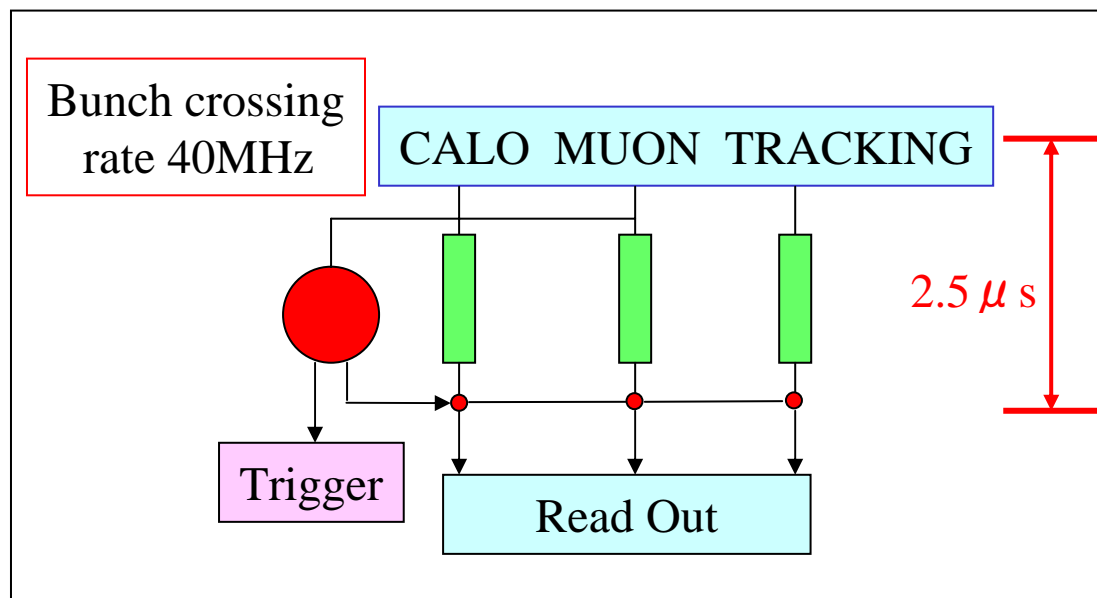 Bunch crossing
rate 40MHz
CALO MUON TRACKING
2.5 μ s
Trigger
Read Out